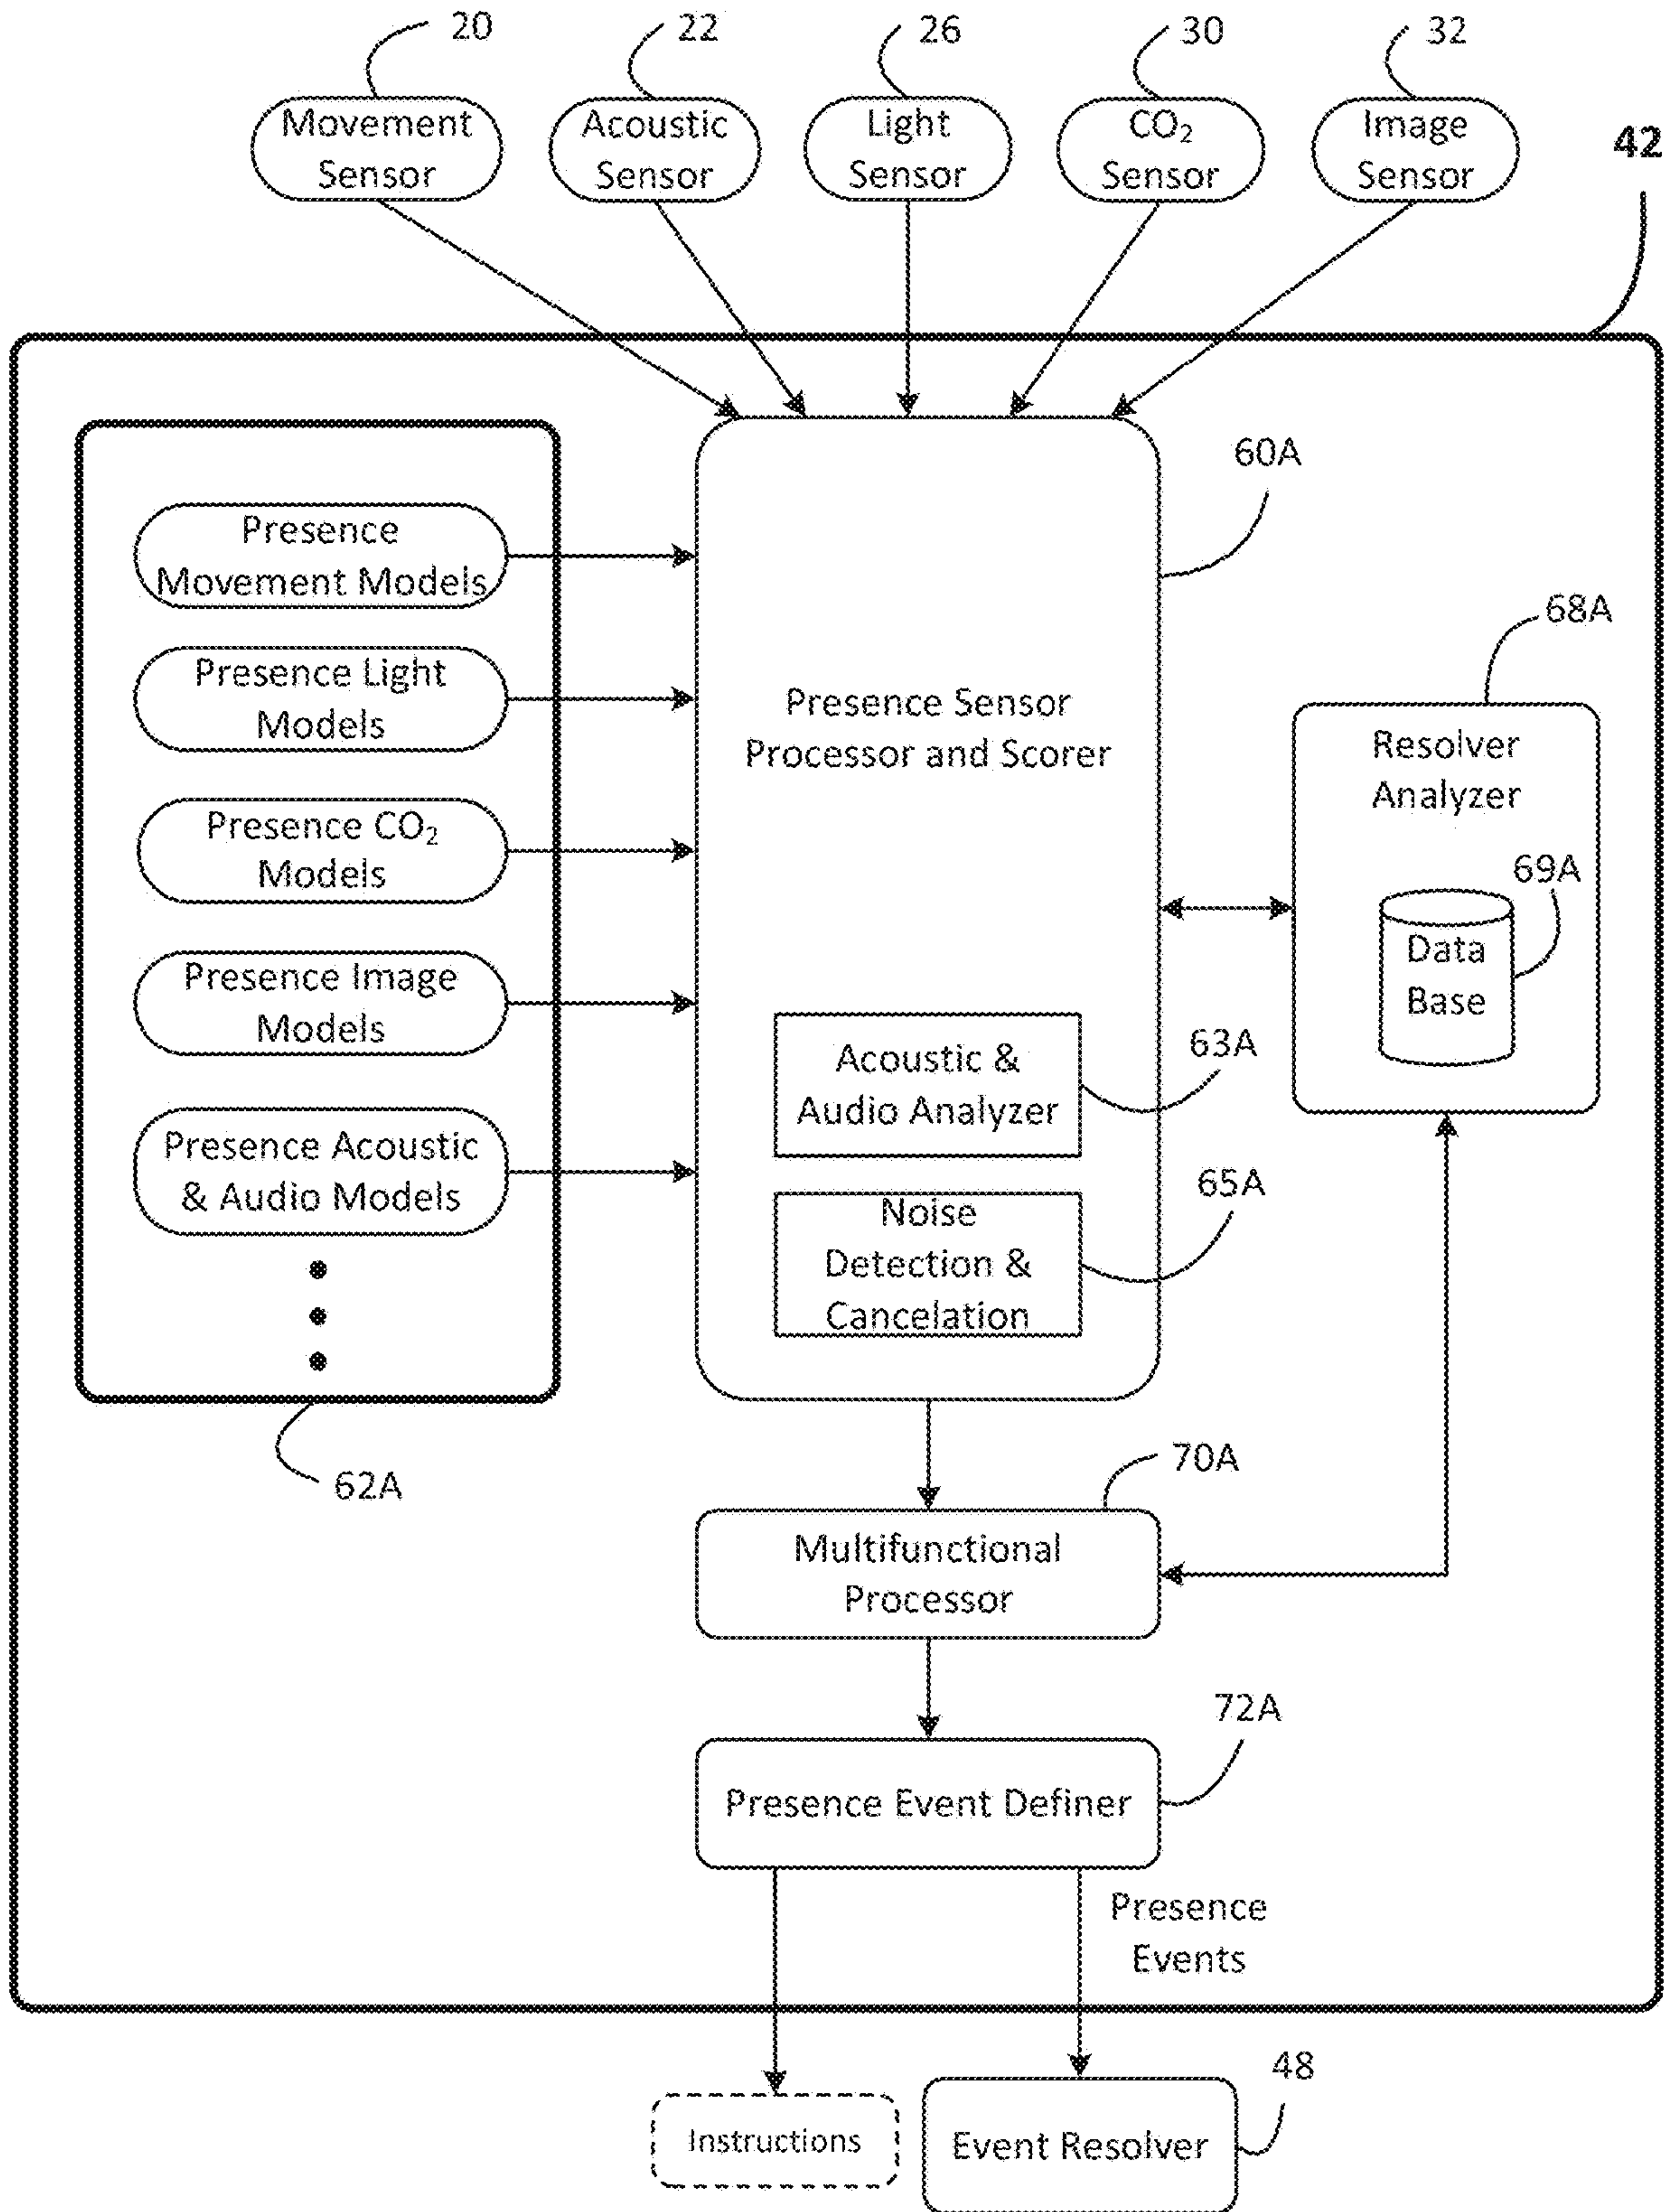 20
22
26
30
32
Movement
Sensor
Acoustic
Sensor
Light
Sensor
CO₂
Sensor
Image
Sensor
42
60A
Presence
Movement Models
Presence Light
Models
Presence CO₂
Models
Presence Image
Models
Presence Acoustic
& Audio Models
62A
Presence Sensor
Processor and Scorer
Acoustic &
Audio Analyzer
63A
Noise
Detection &
Cancelation
65A
68A
Resolver
Analyzer
69A
Data
Base
70A
Multifunctional
Processor
72A
Presence Event Definer
Presence
Events
Instructions
48
Event Resolver